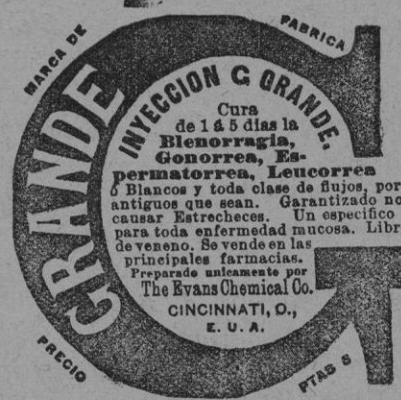 MARCA DE
FABRICA
GRANDE
INYECCION G GRANDE.
Cura
de 1 á 5 dias la
Blenorragia,
Gonorrea, Es-
permatorrea, Leucorrea
ó Blancos y toda clase de flujos, por
antiguos que sean. Garantizado no
causar Estrecheces. Un especifico
para toda enfermedad mucosa. Libr
de veneno. Se vende en las
principales farmacias.
Preparado unicamente por
The Evans Chemical Co.
CINCINNATI, O.,
E. U. A.
PRECIO
PTAS 5